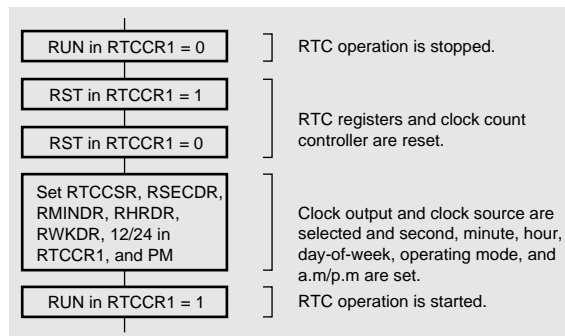 RUN in RTCCR1 = 0
RTC operation is stopped.
RST in RTCCR1 = 1
RST in RTCCR1 = 0
RTC registers and clock count
controller are reset.
Set RTCCSR, RSECDR,
RMINDR, RHRDR,
RWKDR, 12/24 in
RTCCR1, and PM
Clock output and clock source are
selected and second, minute, hour,
day-of-week, operating mode, and
a.m/p.m are set.
RUN in RTCCR1 = 1
RTC operation is started.